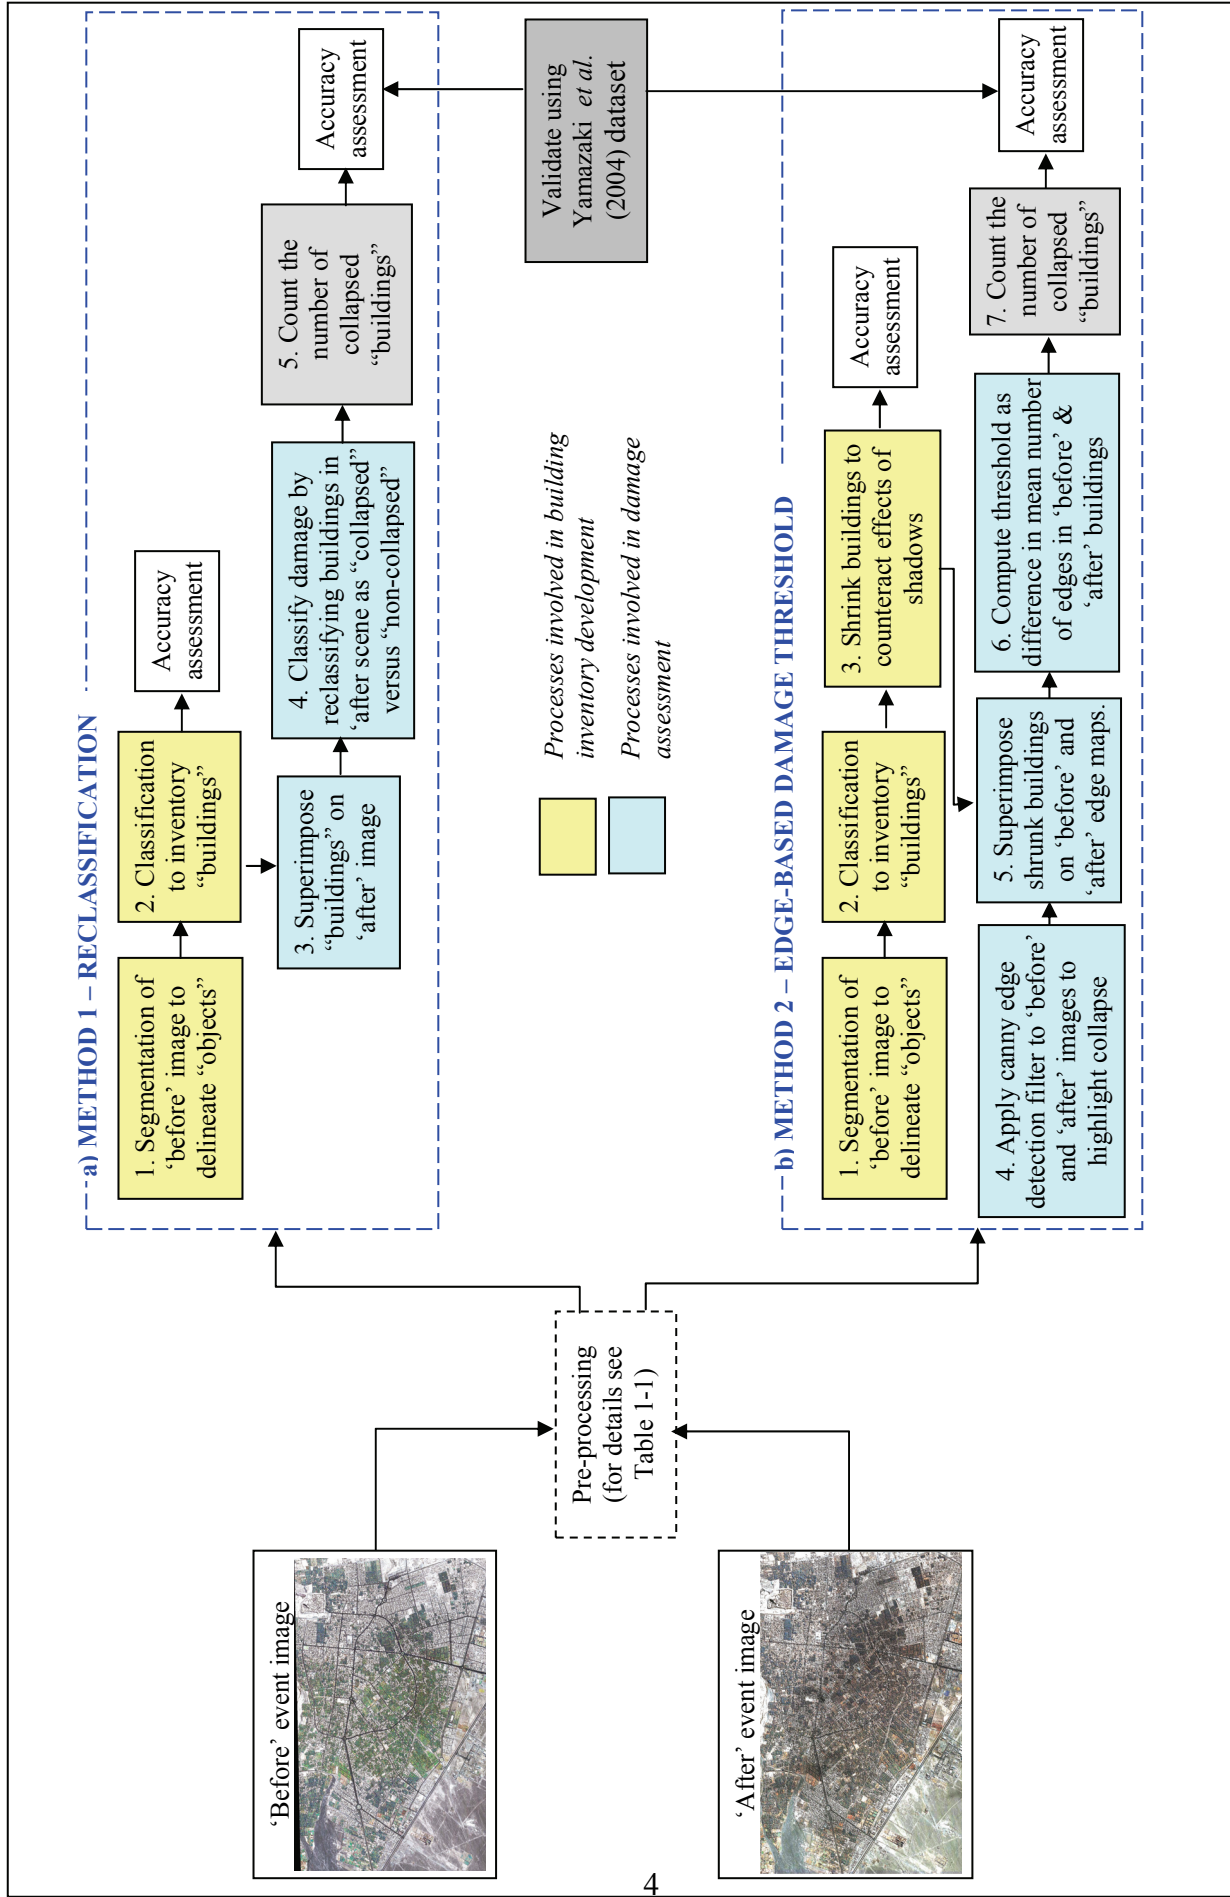 ‘Before’ event image
‘After’ event image
Pre-processing
(for details see
Table 1-1)
a) METHOD 1 – RECLASSIFICATION
1. Segmentation of
‘before’ image to
delineate “objects”
2. Classification
to inventory
“buildings”
Accuracy
assessment
3. Superimpose
“buildings” on
‘after’ image
4. Classify damage by
reclassifying buildings in
‘after scene as “collapsed”
versus “non-collapsed”
5. Count the
number of
collapsed
“buildings”
Accuracy
assessment
Processes involved in building
inventory development
Processes involved in damage
assessment
Validate using
Yamazaki et al.
(2004) dataset
b) METHOD 2 – EDGE-BASED DAMAGE THRESHOLD
1. Segmentation of
‘before’ image to
delineate “objects”
2. Classification
to inventory
“buildings”
3. Shrink buildings to
counteract effects of
shadows
Accuracy
assessment
4. Apply canny edge
detection filter to ‘before’
and ‘after’ images to
highlight collapse
5. Superimpose
shrunk buildings
on ‘before’ and
‘after’ edge maps.
6. Compute threshold as
difference in mean number
of edges in ‘before’ &
‘after’ buildings
7. Count the
number of
collapsed
“buildings”
Accuracy
assessment
4